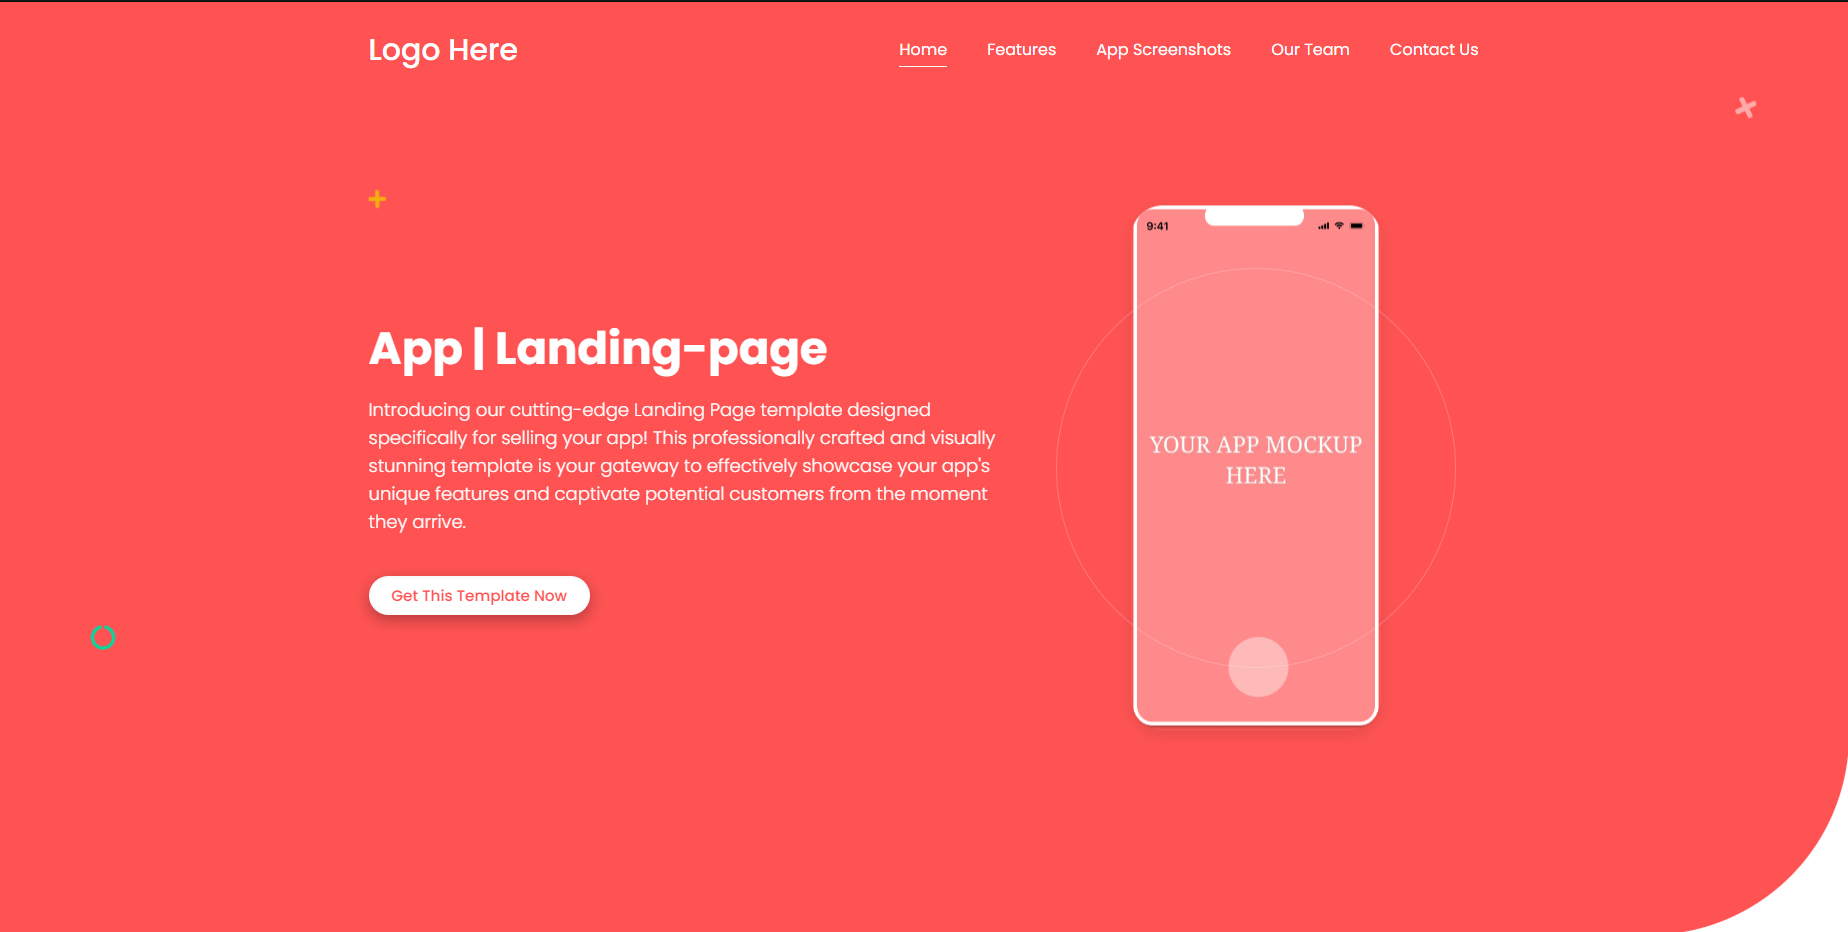 Logo Here
Home
Features
App Screenshots
Our Team
Contact Us
9:41
App | Landing-page
Introducing our cutting-edge Landing Page template designed
specifically for selling your app! This professionally crafted and visually
stunning template is your gateway to effectively showcase your app's
unique features and captivate potential customers from the moment
they arrive.
Get This Template Now
YOUR APP MOCKUP
HERE